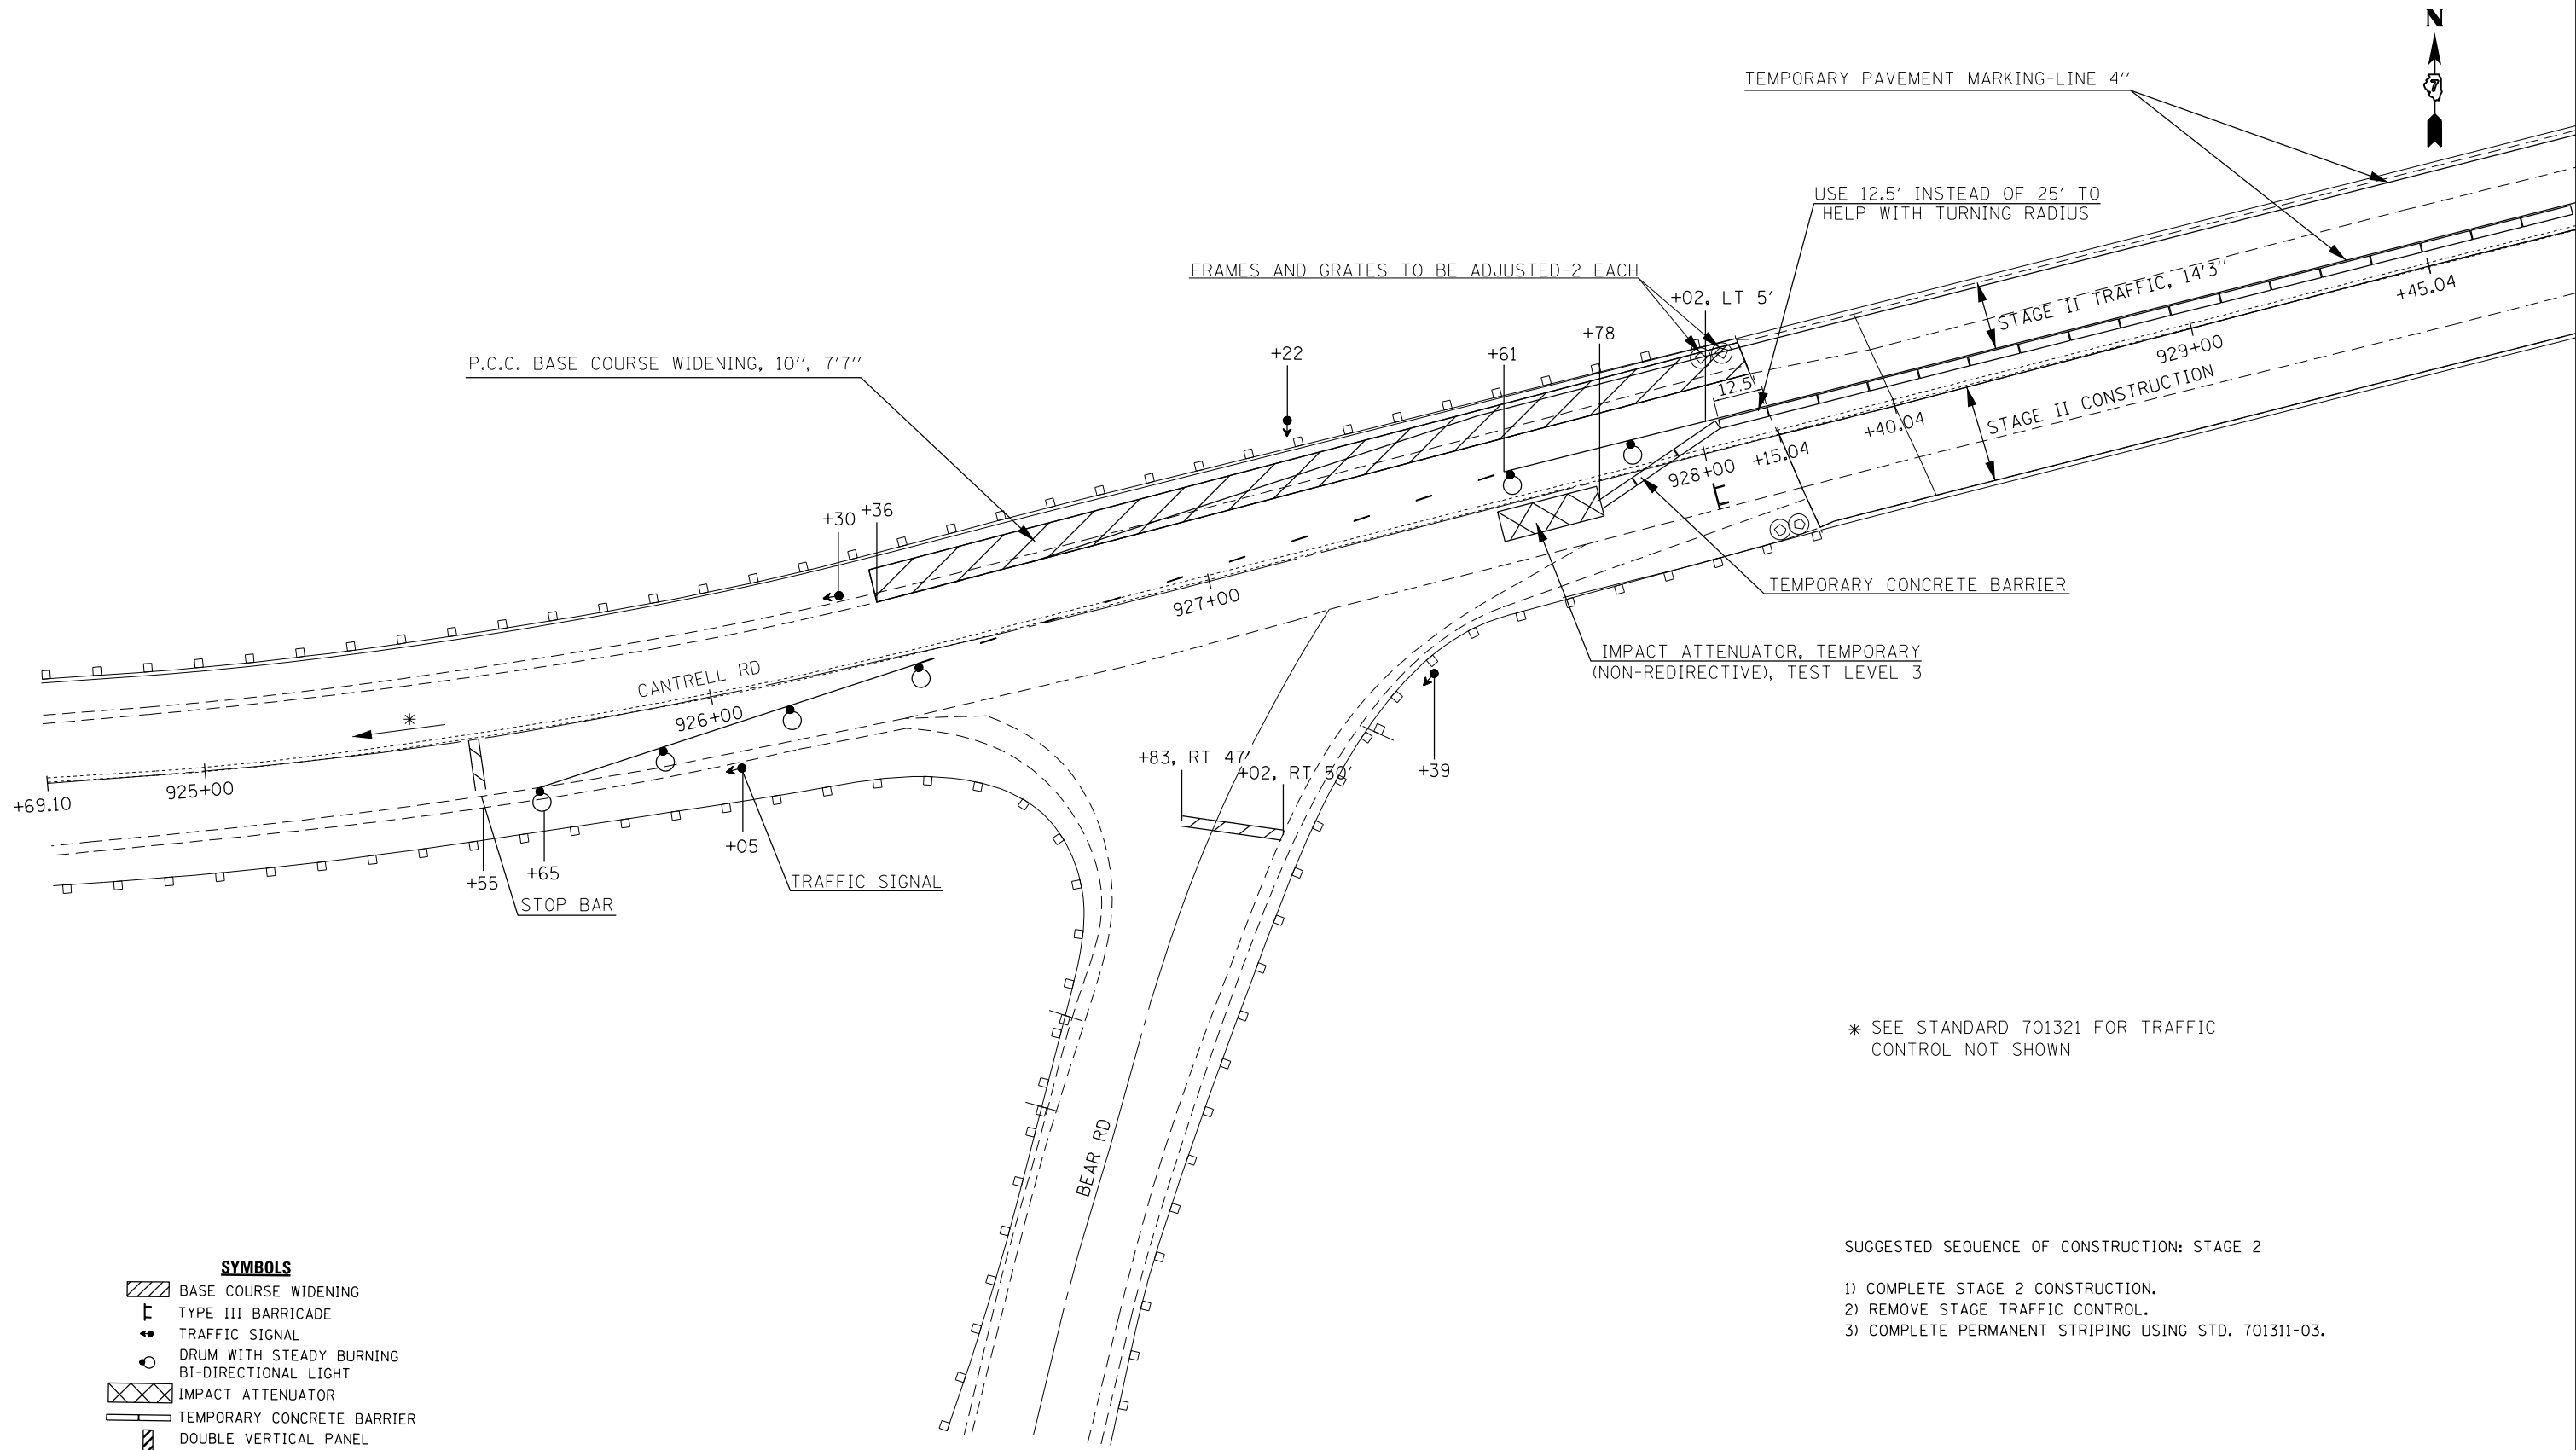 N
7
TEMPORARY PAVEMENT MARKING-LINE 4''
USE 12.5' INSTEAD OF 25' TO
HELP WITH TURNING RADIUS
FRAMES AND GRATES TO BE ADJUSTED-2 EACH
+02, LT 5'
+78
+61
+22
P.C.C. BASE COURSE WIDENING, 10'', 7'7''
+30
+36
12.5'
STAGE II TRAFFIC, 14'3''
+45.04
929+00
STAGE II CONSTRUCTION
+40.04
+15.04
928+00
927+00
TEMPORARY CONCRETE BARRIER
IMPACT ATTENUATOR, TEMPORARY
(NON-REDIRECTIVE), TEST LEVEL 3
CANTRELL RD
926+00
*
925+00
+69.10
+83, RT 47'
+02, RT 50'
+39
+05
+65
+55
TRAFFIC SIGNAL
STOP BAR
BEAR RD
* SEE STANDARD 701321 FOR TRAFFIC
CONTROL NOT SHOWN
SUGGESTED SEQUENCE OF CONSTRUCTION: STAGE 2
1) COMPLETE STAGE 2 CONSTRUCTION.
2) REMOVE STAGE TRAFFIC CONTROL.
3) COMPLETE PERMANENT STRIPING USING STD. 701311-03.
SYMBOLS
BASE COURSE WIDENING
TYPE III BARRICADE
TRAFFIC SIGNAL
DRUM WITH STEADY BURNING
BI-DIRECTIONAL LIGHT
IMPACT ATTENUATOR
TEMPORARY CONCRETE BARRIER
DOUBLE VERTICAL PANEL